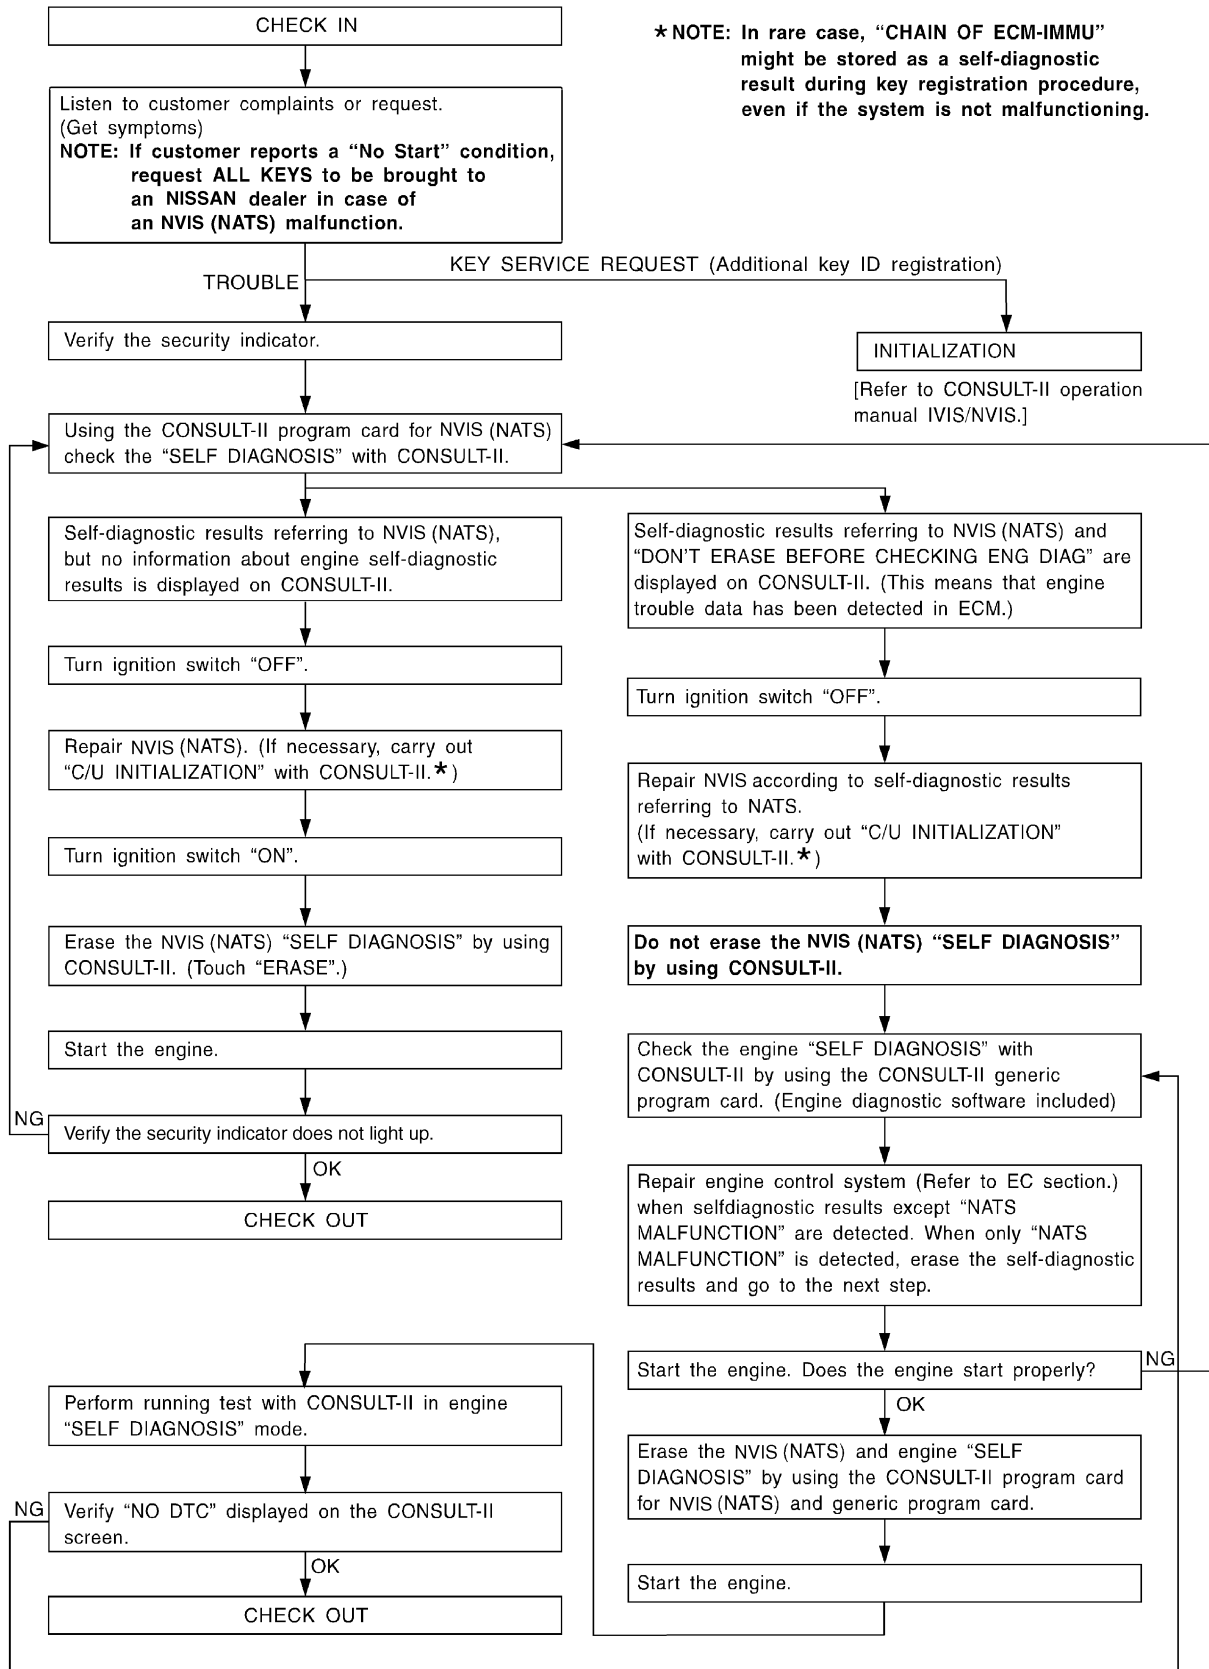 CHECK IN
★ NOTE: In rare case, “CHAIN OF ECM-IMMU”
might be stored as a self-diagnostic
result during key registration procedure,
even if the system is not malfunctioning.
Listen to customer complaints or request.
(Get symptoms)
NOTE: If customer reports a “No Start” condition,
request ALL KEYS to be brought to
an NISSAN dealer in case of
an NVIS (NATS) malfunction.
TROUBLE
KEY SERVICE REQUEST (Additional key ID registration)
Verify the security indicator.
INITIALIZATION
[Refer to CONSULT-II operation
manual IVIS/NVIS.]
Using the CONSULT-II program card for NVIS (NATS)
check the “SELF DIAGNOSIS” with CONSULT-II.
Self-diagnostic results referring to NVIS (NATS),
but no information about engine self-diagnostic
results is displayed on CONSULT-II.
Turn ignition switch “OFF”.
Repair NVIS (NATS). (If necessary, carry out
“C/U INITIALIZATION” with CONSULT-II.★)
Turn ignition switch “ON”.
Erase the NVIS (NATS) “SELF DIAGNOSIS” by using
CONSULT-II. (Touch “ERASE”.)
Start the engine.
NG
Verify the security indicator does not light up.
OK
CHECK OUT
Self-diagnostic results referring to NVIS (NATS) and
“DON’T ERASE BEFORE CHECKING ENG DIAG” are
displayed on CONSULT-II. (This means that engine
trouble data has been detected in ECM.)
Turn ignition switch “OFF”.
Repair NVIS according to self-diagnostic results
referring to NATS.
(If necessary, carry out “C/U INITIALIZATION”
with CONSULT-II.★)
Do not erase the NVIS (NATS) “SELF DIAGNOSIS”
by using CONSULT-II.
Check the engine “SELF DIAGNOSIS” with
CONSULT-II by using the CONSULT-II generic
program card. (Engine diagnostic software included)
Repair engine control system (Refer to EC section.)
when selfdiagnostic results except “NATS
MALFUNCTION” are detected. When only “NATS
MALFUNCTION” is detected, erase the self-diagnostic
results and go to the next step.
Start the engine. Does the engine start properly?
NG
OK
Erase the NVIS (NATS) and engine “SELF
DIAGNOSIS” by using the CONSULT-II program card
for NVIS (NATS) and generic program card.
Start the engine.
Perform running test with CONSULT-II in engine
“SELF DIAGNOSIS” mode.
NG
Verify “NO DTC” displayed on the CONSULT-II
screen.
OK
CHECK OUT